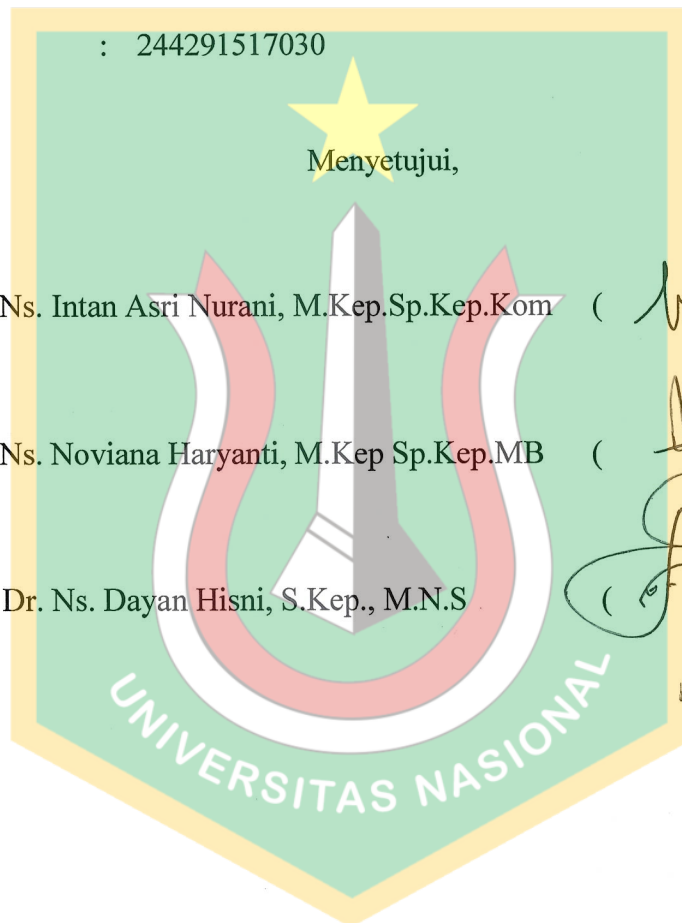 : 244291517030
Menyetujui,
Ns. Intan Asri Nurani, M.Kep.Sp.Kep.Kom (
Ns. Noviana Haryanti, M.Kep Sp.Kep.MB (
Dr. Ns. Dayan Hisni, S.Kep., M.N.S (
UNIVERSITAS NASIONAL